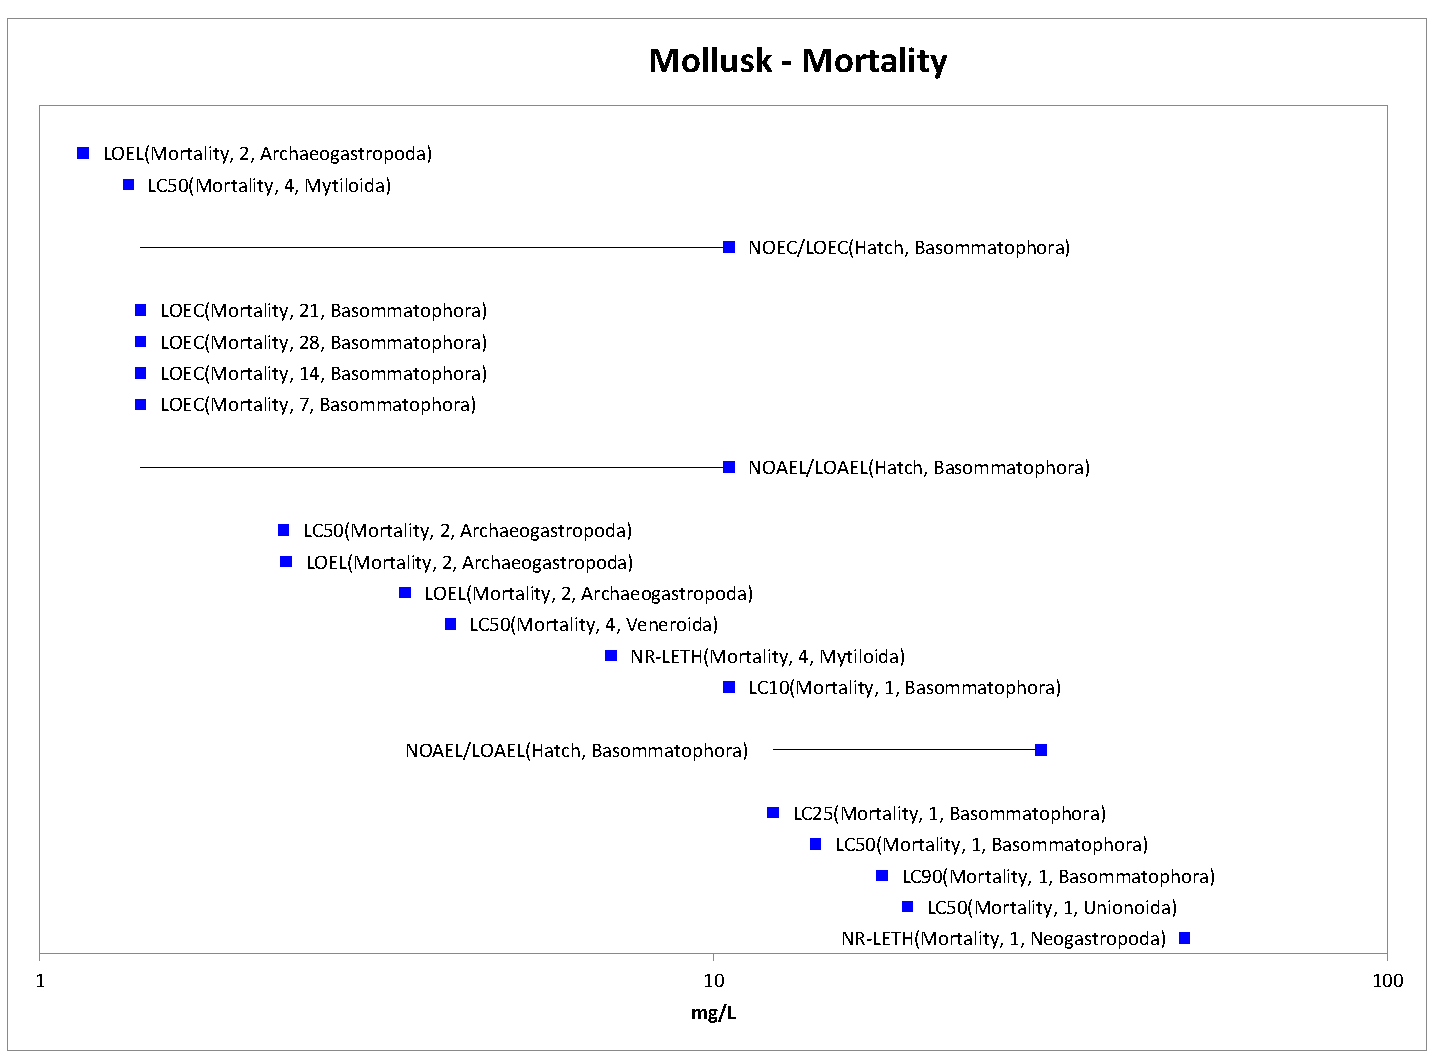 Mollusk - Mortality
LOEL(Mortality, 2, Archaeogastropoda)
LC50(Mortality, 4, Mytiloida)
NOEC/LOEC(Hatch, Basommatophora)
LOEC(Mortality, 21, Basommatophora)
LOEC(Mortality, 28, Basommatophora)
LOEC(Mortality, 14, Basommatophora)
LOEC(Mortality, 7, Basommatophora)
NOAEL/LOAEL(Hatch, Basommatophora)
LC50(Mortality, 2, Archaeogastropoda)
LOEL(Mortality, 2, Archaeogastropoda)
LOEL(Mortality, 2, Archaeogastropoda)
LC50(Mortality, 4, Veneroida)
NR-LETH(Mortality, 4, Mytiloida)
LC10(Mortality, 1, Basommatophora)
NOAEL/LOAEL(Hatch, Basommatophora)
LC25(Mortality, 1, Basommatophora)
LC50(Mortality, 1, Basommatophora)
LC90(Mortality, 1, Basommatophora)
LC50(Mortality, 1, Unionoida)
NR-LETH(Mortality, 1, Neogastropoda)
1 10 100
mg/L